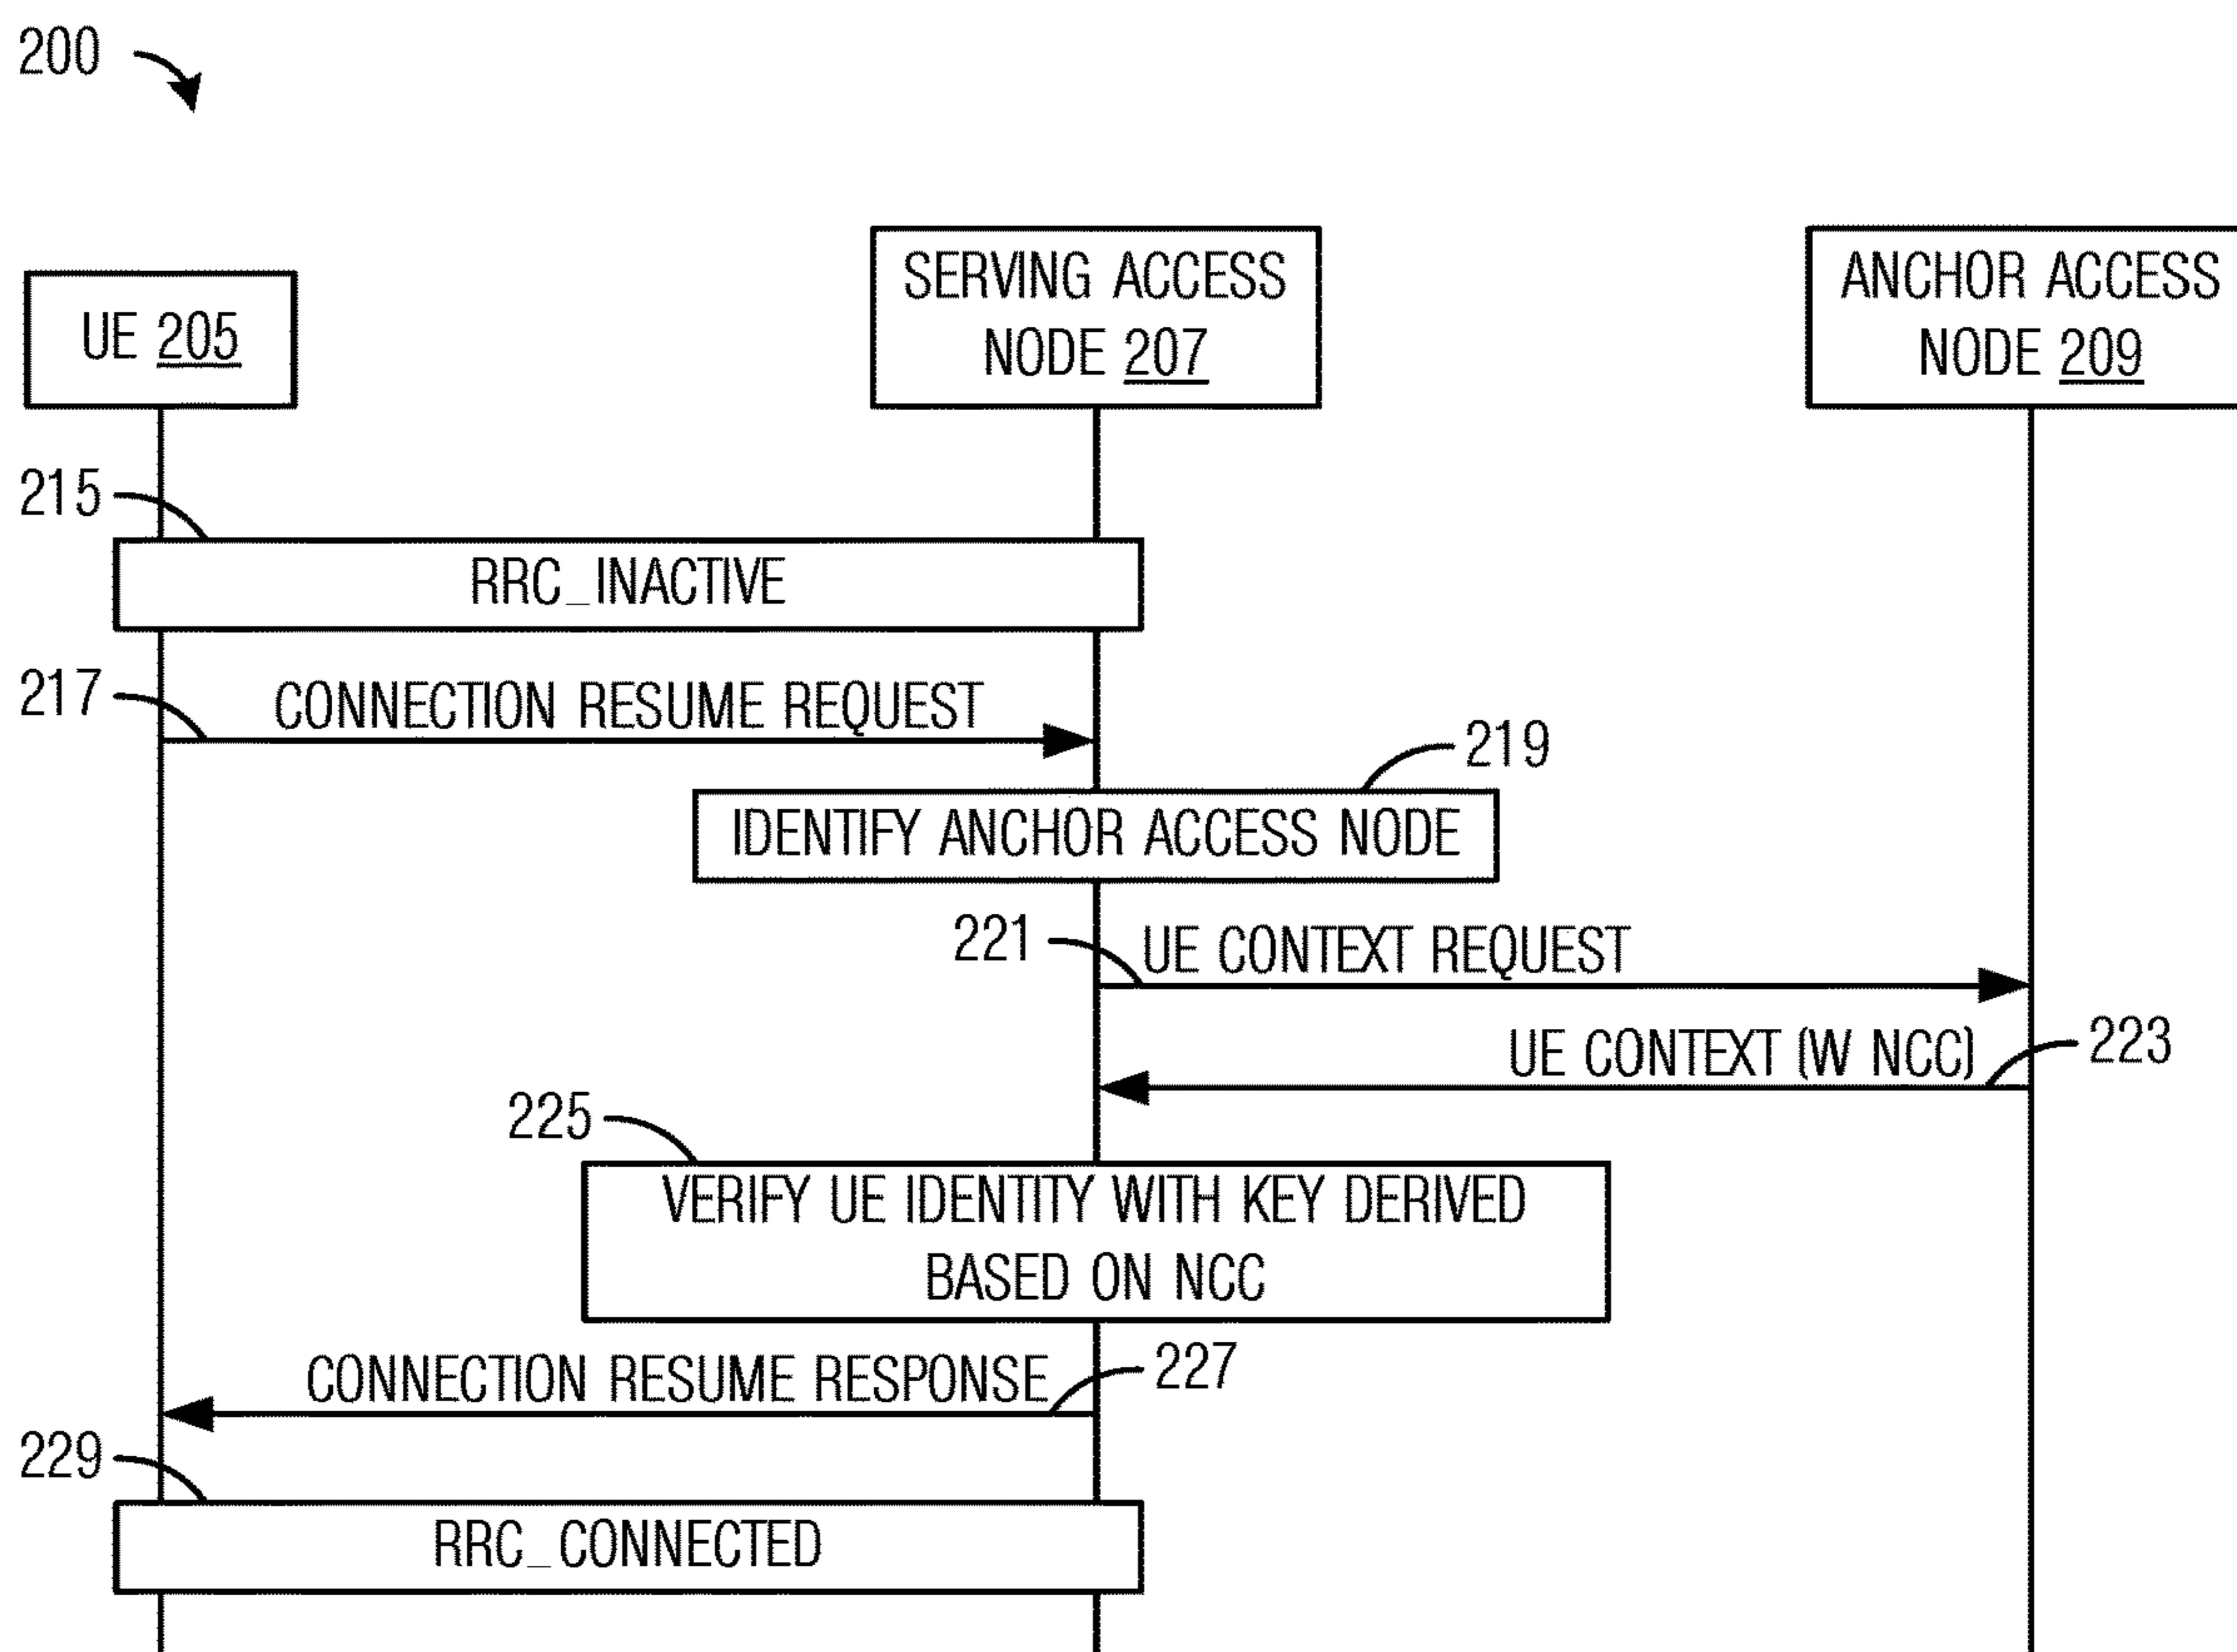 200
SERVING ACCESS
NODE 207
ANCHOR ACCESS
NODE 209
UE 205
215
RRC_INACTIVE
217
CONNECTION RESUME REQUEST
219
IDENTIFY ANCHOR ACCESS NODE
221
UE CONTEXT REQUEST
UE CONTEXT (W NCC)
223
225
VERIFY UE IDENTITY WITH KEY DERIVED
BASED ON NCC
CONNECTION RESUME RESPONSE
227
229
RRC_CONNECTED